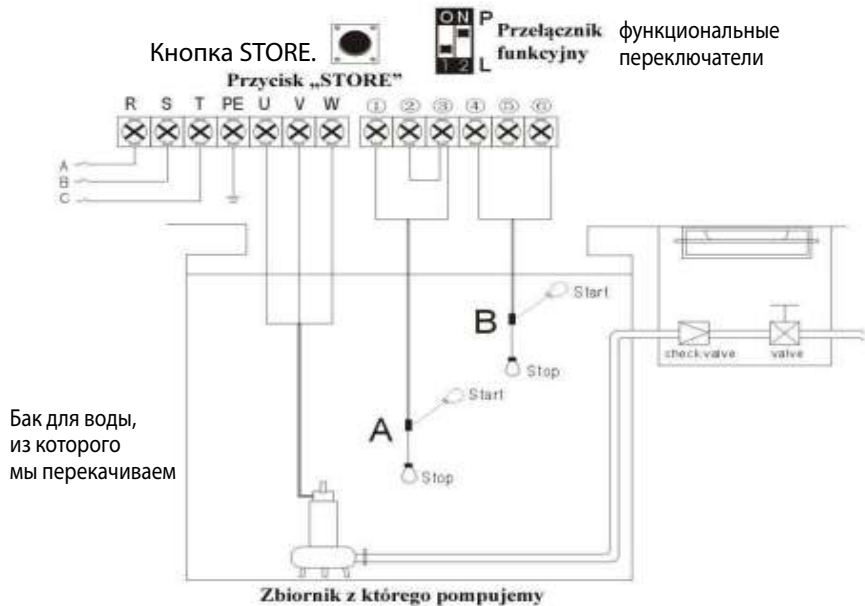 ON P
Кнопка STORE.
Przełącznik
funkcyjny
функциональные
переключатели
1 2 L
Przycisk „STORE”
R S T PE U V W ① ② ③ ④ ⑤ ⑥
A
B
C
Start
B
Stop
check valve
valve
Start
A
Stop
Бак для воды,
из которого
мы перекачиваем
Zbiornik z którego pompujemy